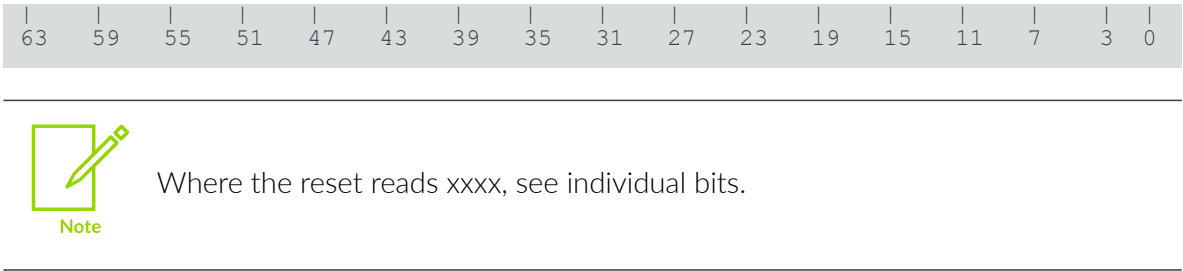 63 59 55 51 47 43 39 35 31 27 23 19 15 11 7 3 0
Where the reset reads xxxx, see individual bits.
Note